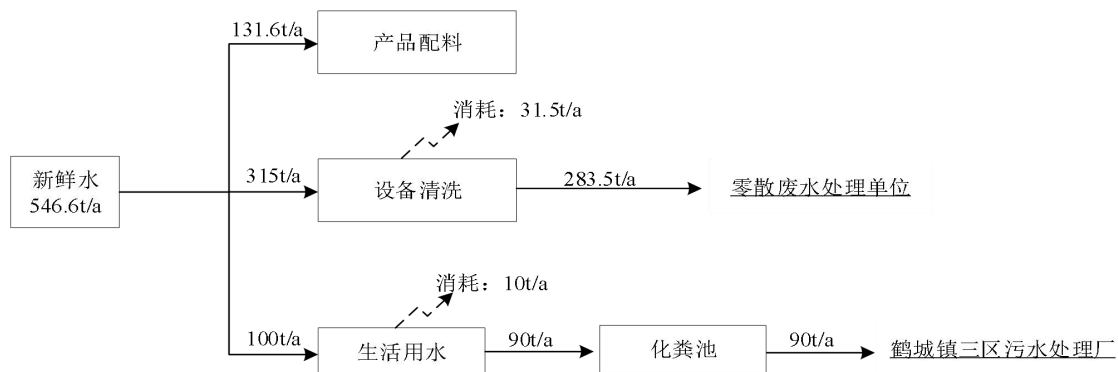 131.6t/a
产品配料
消耗：31.5t/a
新鲜水
546.6t/a
315t/a
设备清洗
283.5t/a
零散废水处理单位
消耗：10t/a
100t/a
生活用水
90t/a
化粪池
90t/a
鹤城镇三区污水处理厂